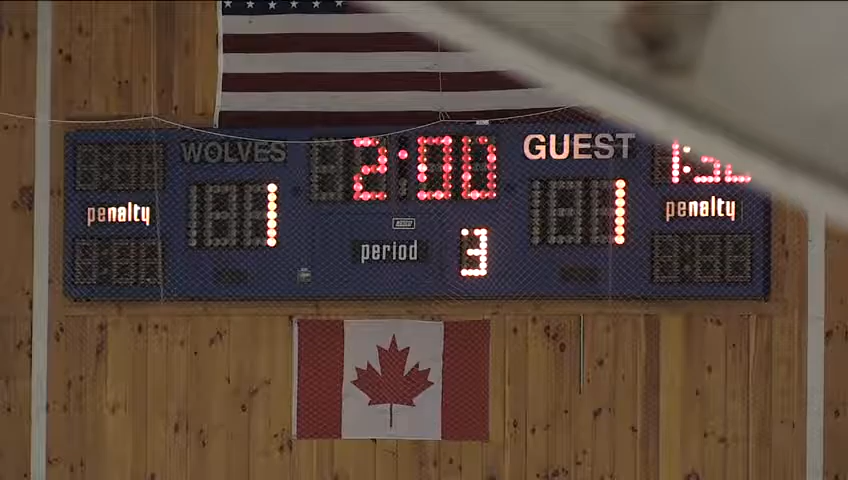 WOLVES
2:00
GUEST
penalty
1
1
penalty
period
3